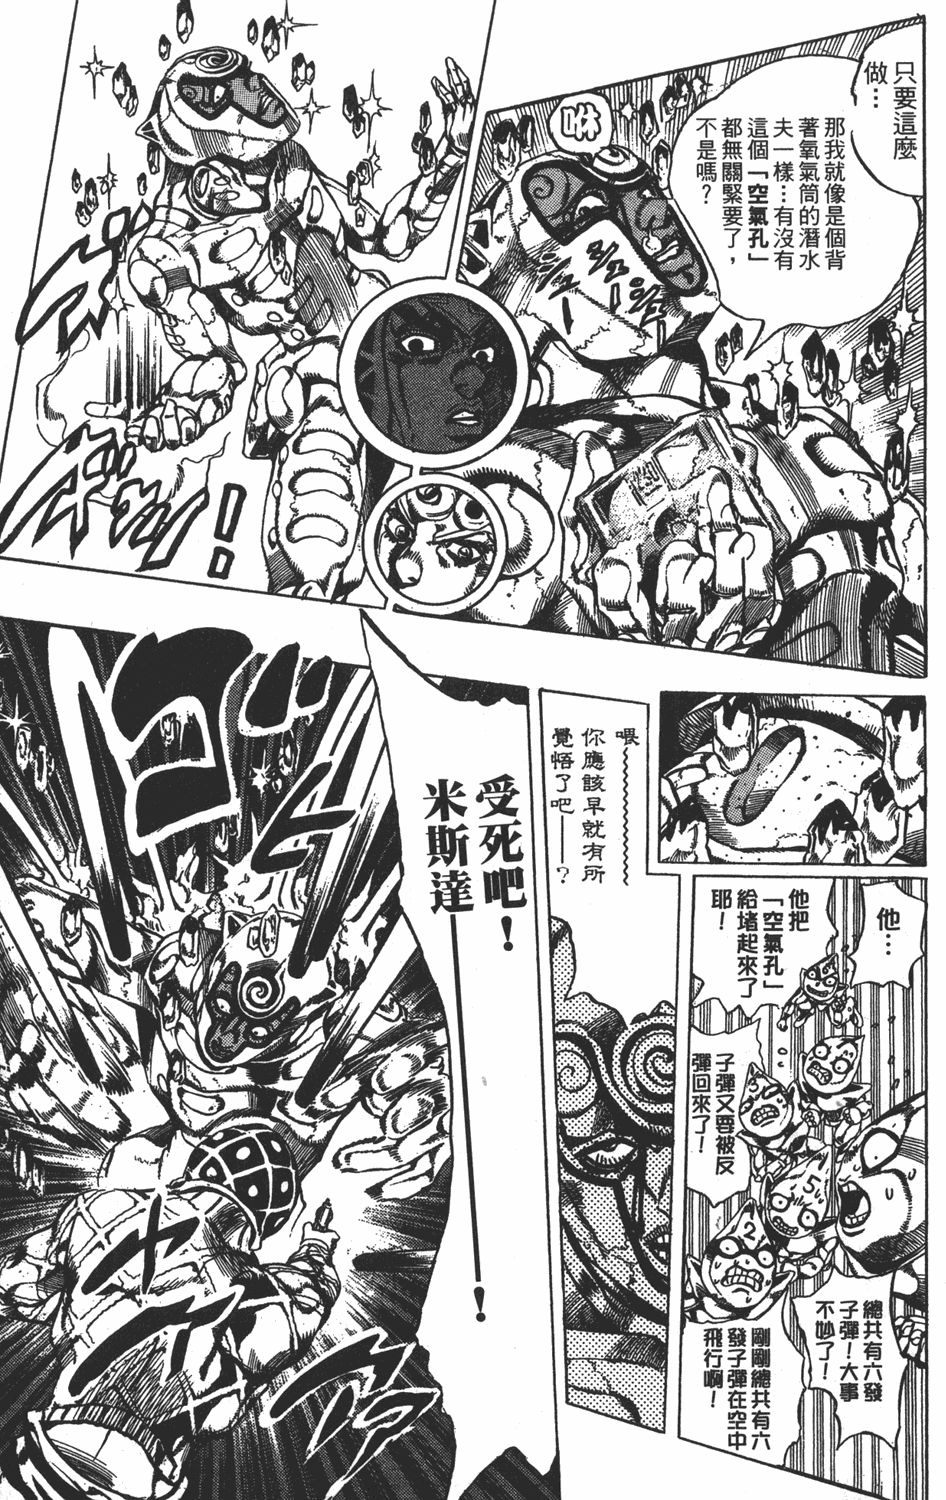 只要這麼
做…
那我就像是個背
著氧氣筒的潛水
夫一樣…有沒有
這個「空氣孔」
都無關緊要了，
不是嗎？
咻
他…
他把
「空氣孔」
給堵起來了
耶！
子彈又要被反
彈回來了！
總共有六發
子彈！大事
不妙了！
剛剛總共有六
發子彈在空中
飛行啊！
3
5
2
喂～～～
你應該早就有所
覺悟了吧——？
受死吧！
米斯達————！